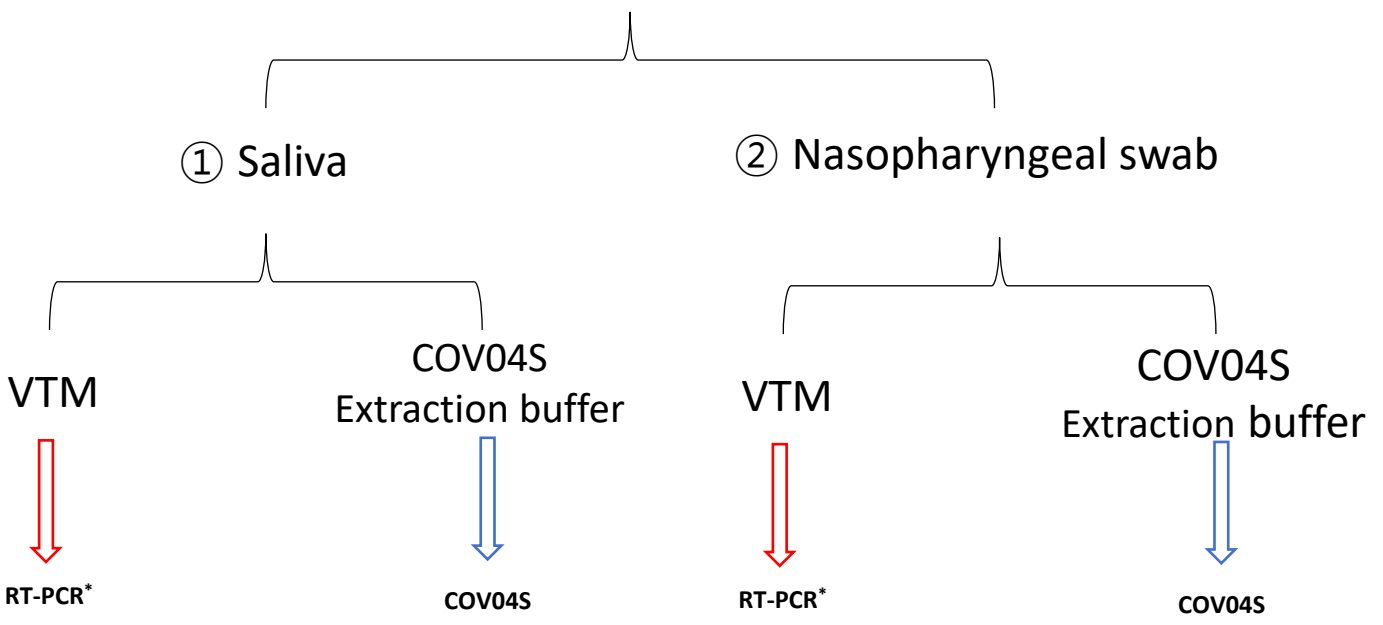 ① Saliva
② Nasopharyngeal swab
VTM
COV04S
Extraction buffer
VTM
COV04S
Extraction buffer
RT-PCR*
COV04S
RT-PCR*
COV04S